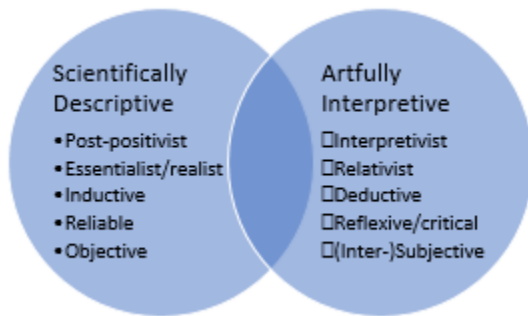 Scientifically
Descriptive
•Post-positivist
•Essentialist/realist
•Inductive
•Reliable
•Objective
Artfully
Interpretive
□Interpretivist
□Relativist
□Deductive
□Reflexive/critical
□(Inter-)Subjective